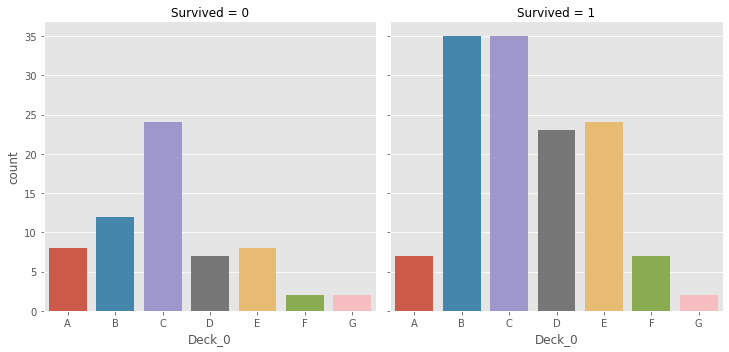 Survived = 0
Survived = 1
35
30
25
20
15
10
5
0
count
A B C D E F G
A B C D E F G
Deck_0
Deck_0